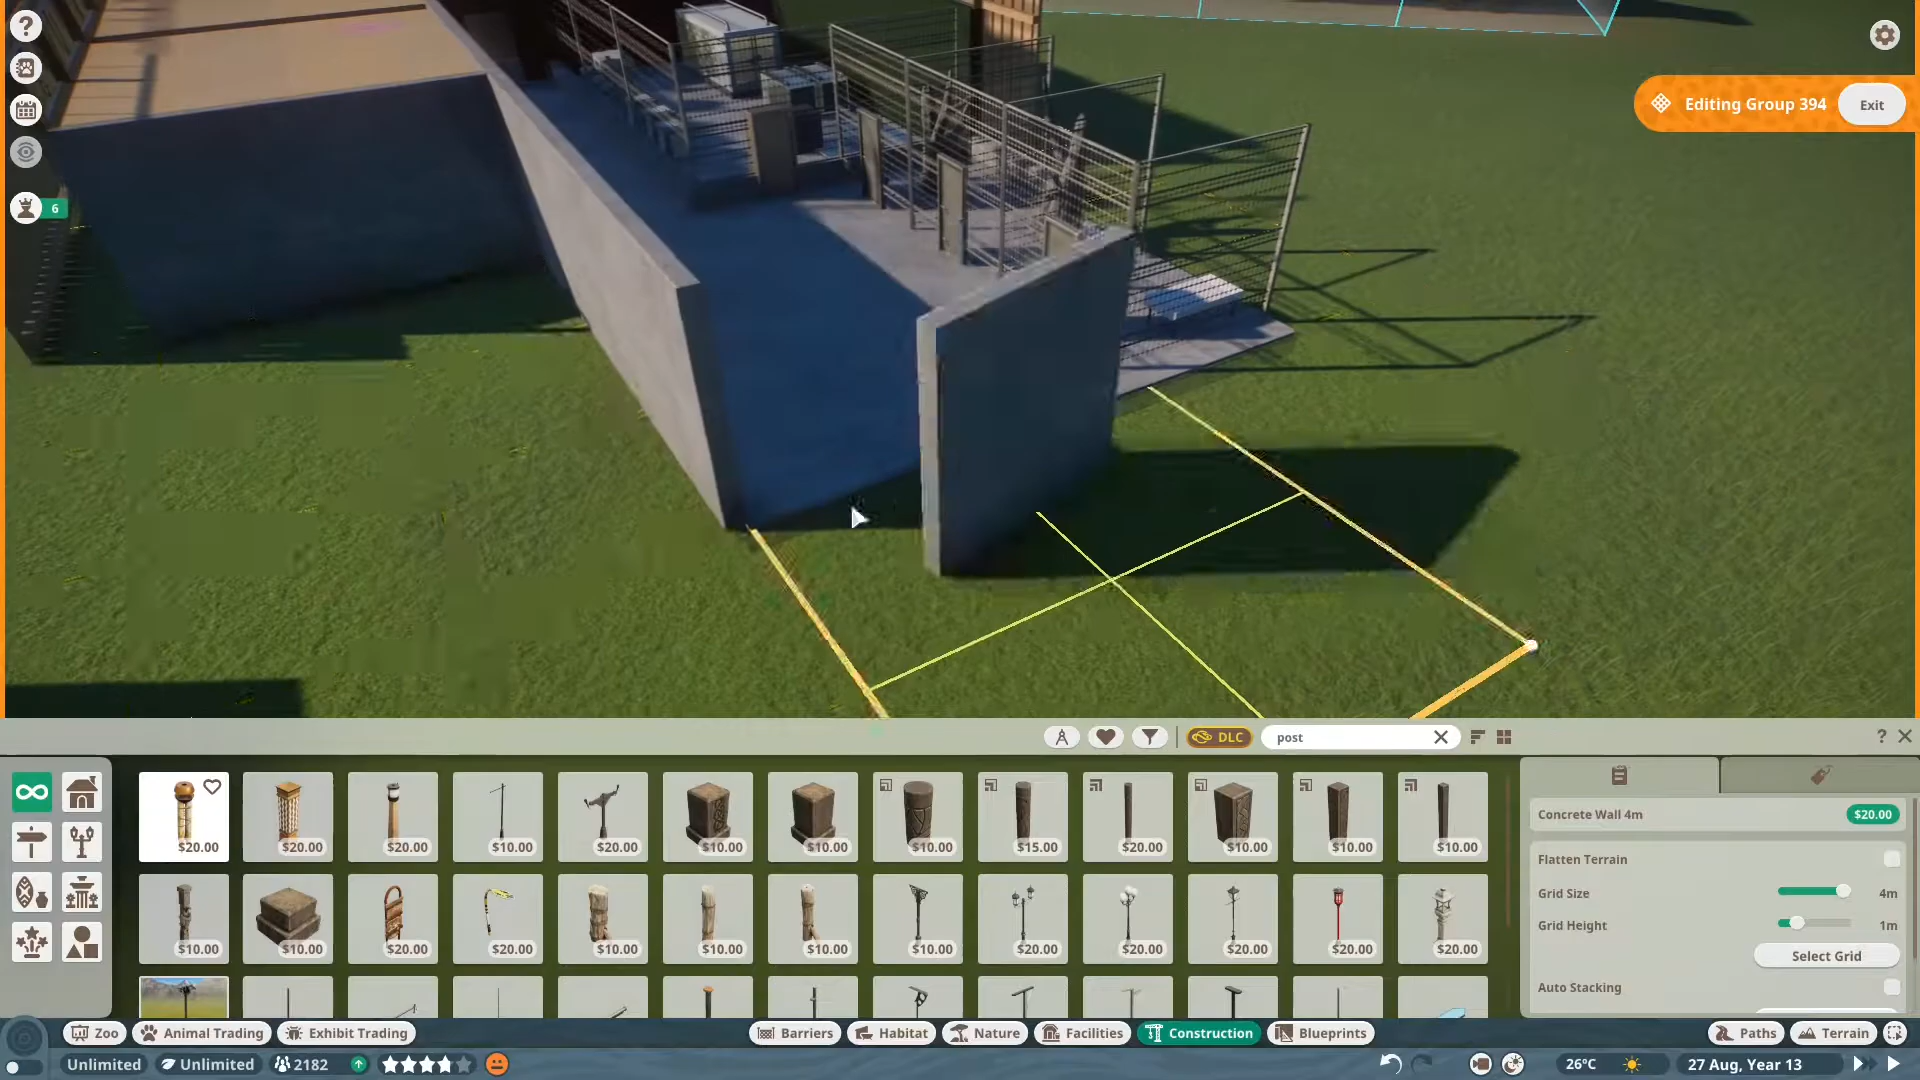 ?
Editing Group 394
Exit
6
DLC
post
?
$20.00
$20.00
$20.00
$10.00
$20.00
$10.00
$10.00
$10.00
$15.00
$20.00
$10.00
$10.00
$10.00
$10.00
$10.00
$20.00
$20.00
$10.00
$10.00
$10.00
$10.00
$20.00
$20.00
$20.00
$20.00
$20.00
Concrete Wall 4m
$20.00
Flatten Terrain
Grid Size
4m
Grid Height
1m
Select Grid
Auto Stacking
Zoo
Animal Trading
Exhibit Trading
Barriers
Habitat
Nature
Facilities
Construction
Blueprints
Paths
Terrain
Unlimited
Unlimited
2182
26°C
27 Aug, Year 13